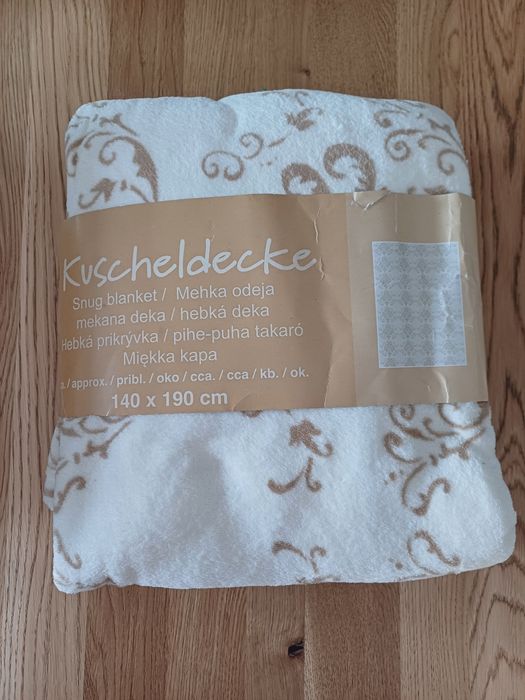 Kuscheldecke
Snug blanket / Mehka odeja
mekana deka / hebká deka
Hebká prikrývka / pihe-puha takaró
Miękka kapa
/ approx. / pribl. / oko / cca. / cca / kb. / ok.
140 x 190 cm